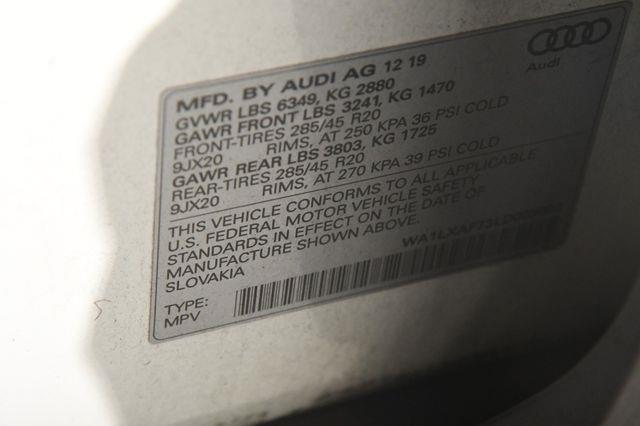 MFD. BY AUDI AG 12 19
GVWR LBS 6349, KG 2880
GAWR FRONT LBS 3241, KG 1470
FRONT-TIRES 285/45 R20
9JX20 RIMS, AT 250 KPA 36 PSI COLD
GAWR REAR LBS 3803, KG 1725
REAR-TIRES 285/45 R20
9JX20 RIMS, AT 270 KPA 39 PSI COLD
THIS VEHICLE CONFORMS TO ALL APPLICABLE
U.S. FEDERAL MOTOR VEHICLE SAFETY
STANDARDS IN EFFECT ON THE DATE OF
MANUFACTURE SHOWN ABOVE.
SLOVAKIA
TYPE:
MPV
Audi